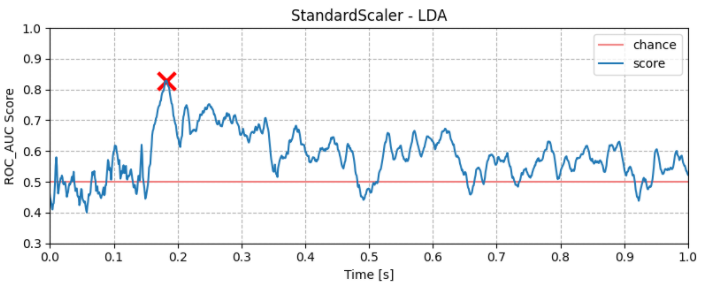 StandardScaler - LDA
1.0
0.9
0.8
0.7
0.6
0.5
0.4
0.3
ROC_AUC Score
chance
score
0.0 0.1 0.2 0.3 0.4 0.5 0.6 0.7 0.8 0.9 1.0
Time [s]